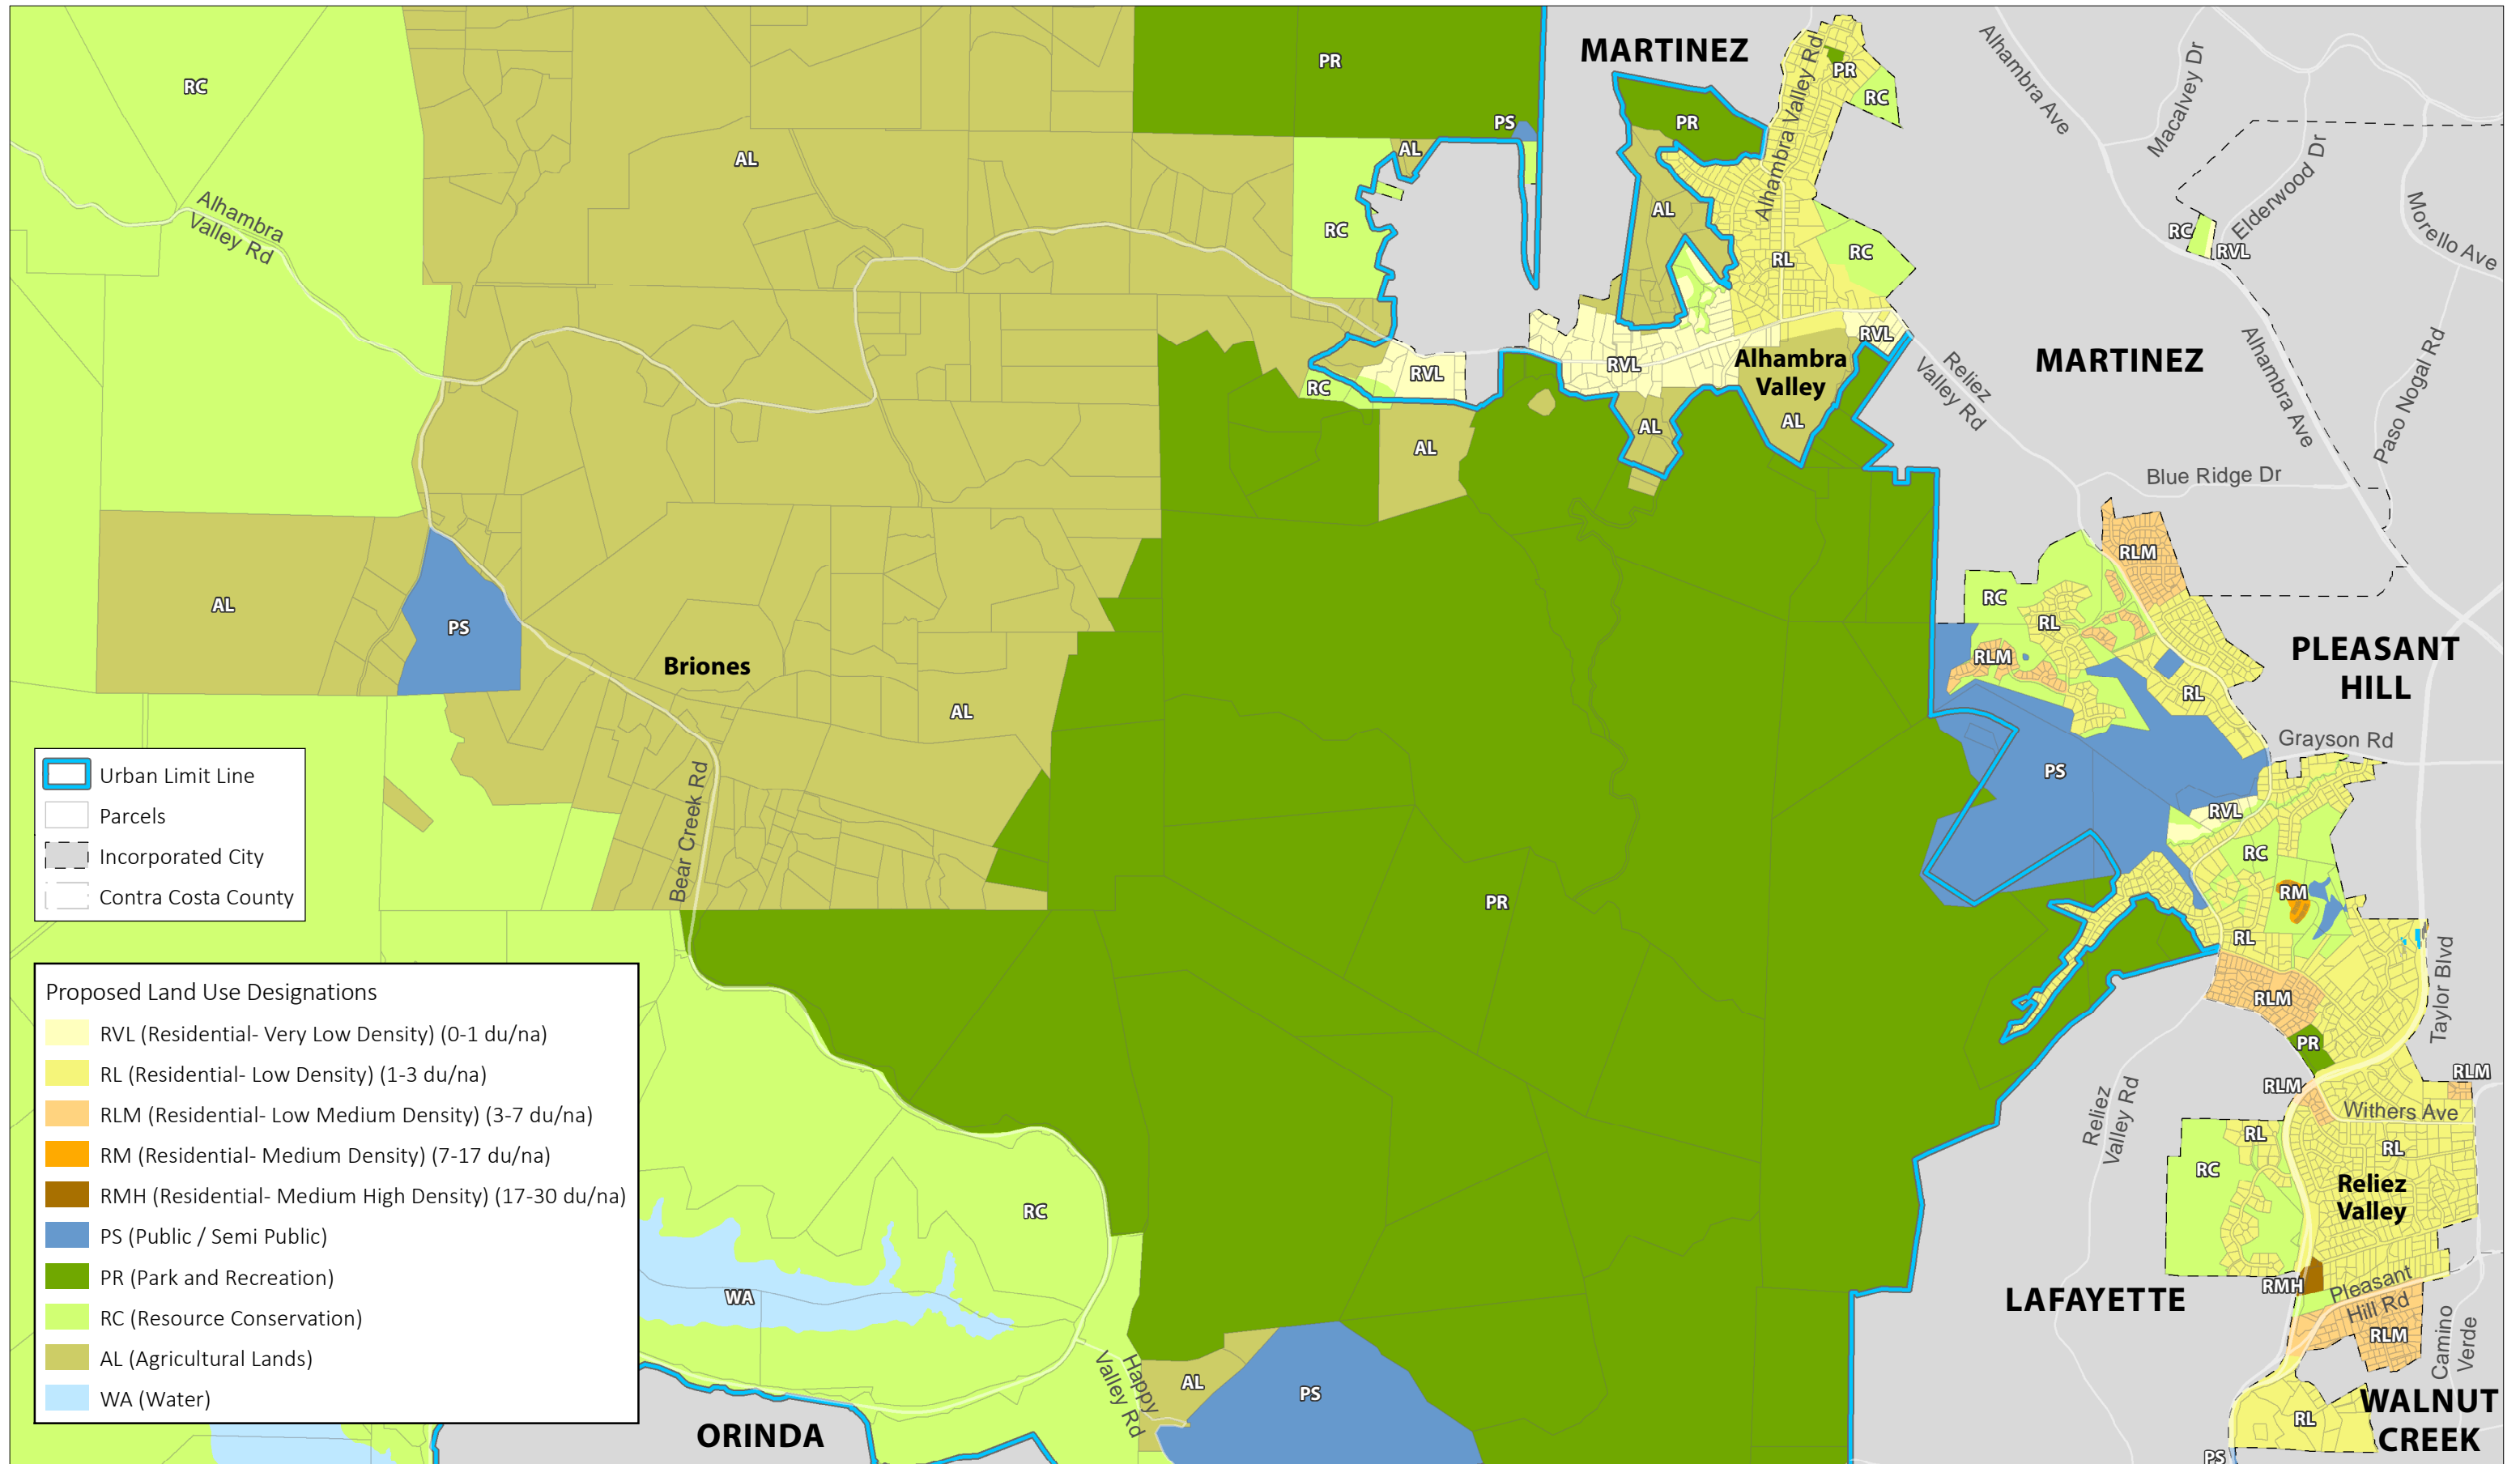 MARTINEZ
PR
RC
AL
PS
PR
AL
PR
RC
PR
Alhambra Valley Rd
Alhambra Valley Rd
Alhambra Ave
Macalvey Dr
Elderwood Dr
Morello Ave
Alhambra
Valley Rd
RC
AL
RC
RL
RC
RVL
RVL
RVL
RVL
Alhambra
Valley
MARTINEZ
Reliez
Valley Rd
Alhambra Ave
Paso Nogal Rd
RC
AL
AL
AL
Blue Ridge Dr
RLM
RC
RL
AL
PS
Briones
RLM
PLEASANT
HILL
RL
AL
Grayson Rd
PS
Bear Creek Rd
RVL
RC
RM
PR
RL
Taylor Blvd
RLM
PR
RLM
RLM
Withers Ave
Reliez
Valley Rd
RL
RL
RC
Reliez
Valley
RC
RMH
Pleasant
Hill Rd
LAFAYETTE
WA
RLM
Camino
Verde
Happy
Valley Rd
AL
PS
WALNUT
CREEK
RL
ORINDA
PS
Urban Limit Line
Parcels
Incorporated City
Contra Costa County
Proposed Land Use Designations
RVL (Residential- Very Low Density) (0-1 du/na)
RL (Residential- Low Density) (1-3 du/na)
RLM (Residential- Low Medium Density) (3-7 du/na)
RM (Residential- Medium Density) (7-17 du/na)
RMH (Residential- Medium High Density) (17-30 du/na)
PS (Public / Semi Public)
PR (Park and Recreation)
RC (Resource Conservation)
AL (Agricultural Lands)
WA (Water)